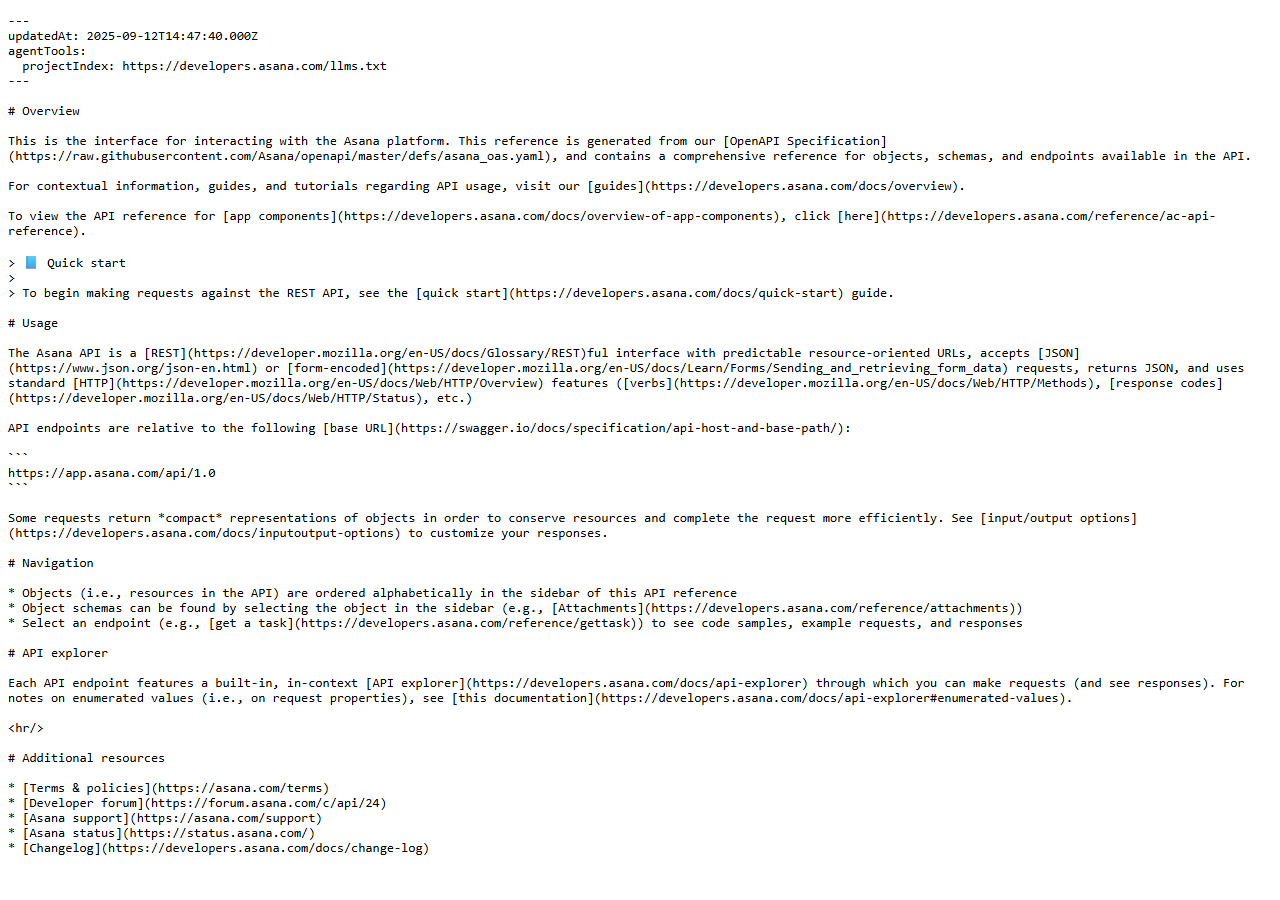 ---
updatedAt: 2025-09-12T14:47:40.000Z
agentTools:
  projectIndex: https://developers.asana.com/llms.txt
---

# Overview

This is the interface for interacting with the Asana platform. This reference is generated from our [OpenAPI Specification]
(https://raw.githubusercontent.com/Asana/openapi/master/defs/asana_oas.yaml), and contains a comprehensive reference for objects, schemas, and endpoints available in the API.

For contextual information, guides, and tutorials regarding API usage, visit our [guides](https://developers.asana.com/docs/overview).

To view the API reference for [app components](https://developers.asana.com/docs/overview-of-app-components), click [here](https://developers.asana.com/reference/ac-api-
reference).

> 📘 Quick start
>
> To begin making requests against the REST API, see the [quick start](https://developers.asana.com/docs/quick-start) guide.

# Usage

The Asana API is a [REST](https://developer.mozilla.org/en-US/docs/Glossary/REST)ful interface with predictable resource-oriented URLs, accepts [JSON]
(https://www.json.org/json-en.html) or [form-encoded](https://developer.mozilla.org/en-US/docs/Learn/Forms/Sending_and_retrieving_form_data) requests, returns JSON, and uses
standard [HTTP](https://developer.mozilla.org/en-US/docs/Web/HTTP/Overview) features ([verbs](https://developer.mozilla.org/en-US/docs/Web/HTTP/Methods), [response codes]
(https://developer.mozilla.org/en-US/docs/Web/HTTP/Status), etc.)

API endpoints are relative to the following [base URL](https://swagger.io/docs/specification/api-host-and-base-path/):

```
https://app.asana.com/api/1.0
```

Some requests return *compact* representations of objects in order to conserve resources and complete the request more efficiently. See [input/output options]
(https://developers.asana.com/docs/inputoutput-options) to customize your responses.

# Navigation

* Objects (i.e., resources in the API) are ordered alphabetically in the sidebar of this API reference
* Object schemas can be found by selecting the object in the sidebar (e.g., [Attachments](https://developers.asana.com/reference/attachments))
* Select an endpoint (e.g., [get a task](https://developers.asana.com/reference/gettask)) to see code samples, example requests, and responses

# API explorer

Each API endpoint features a built-in, in-context [API explorer](https://developers.asana.com/docs/api-explorer) through which you can make requests (and see responses). For
notes on enumerated values (i.e., on request properties), see [this documentation](https://developers.asana.com/docs/api-explorer#enumerated-values).

<hr/>

# Additional resources

* [Terms & policies](https://asana.com/terms)
* [Developer forum](https://forum.asana.com/c/api/24)
* [Asana support](https://asana.com/support)
* [Asana status](https://status.asana.com/)
* [Changelog](https://developers.asana.com/docs/change-log)